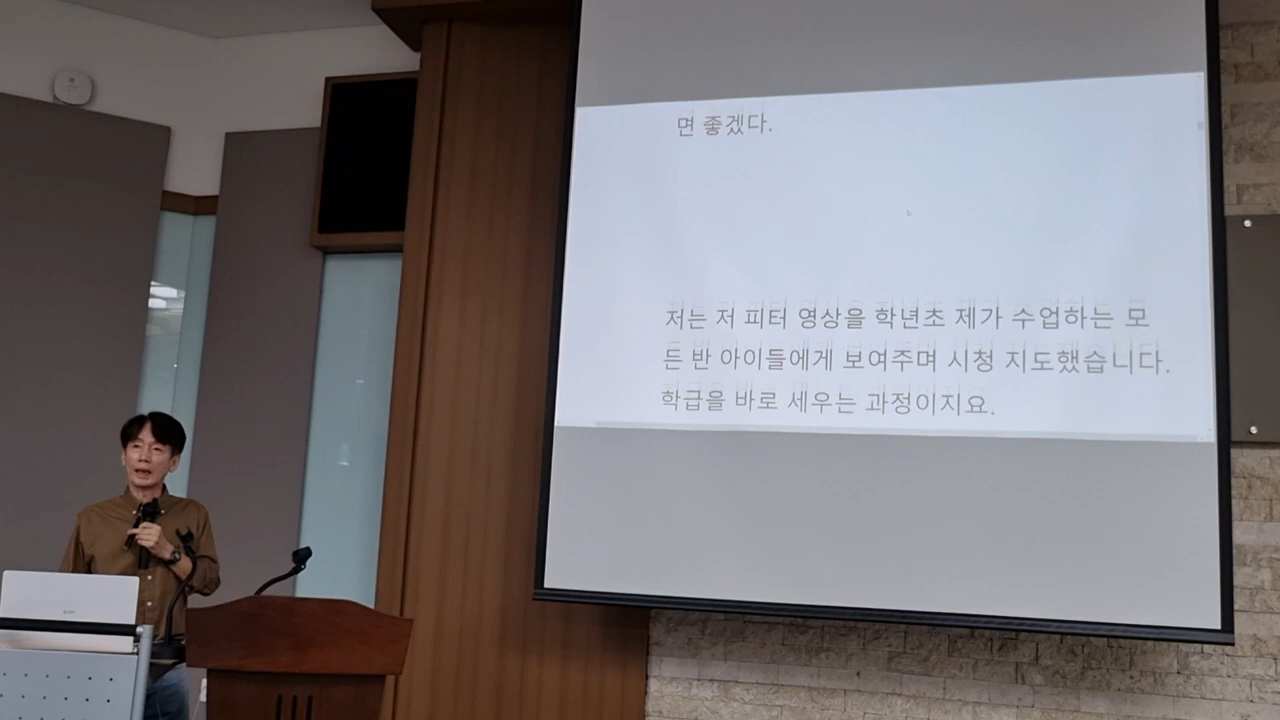 면 좋겠다.
저는 저 피터 영상을 학년초 제가 수업하는 모
든 반 아이들에게 보여주며 시청 지도했습니다.
학급을 바로 세우는 과정이지요.
gram